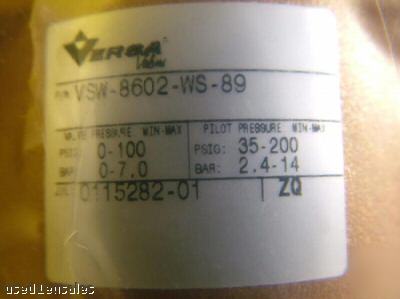 VERSA
Valves
P/N VSW-8602-WS-89
VALVE PRESSURE MIN-MAX
PSIG: 0-100
BAR: 0-7.0
PILOT PRESSURE MIN-MAX
PSIG: 35-200
BAR: 2.4-14
0115282-01 ZQ
used1eusales